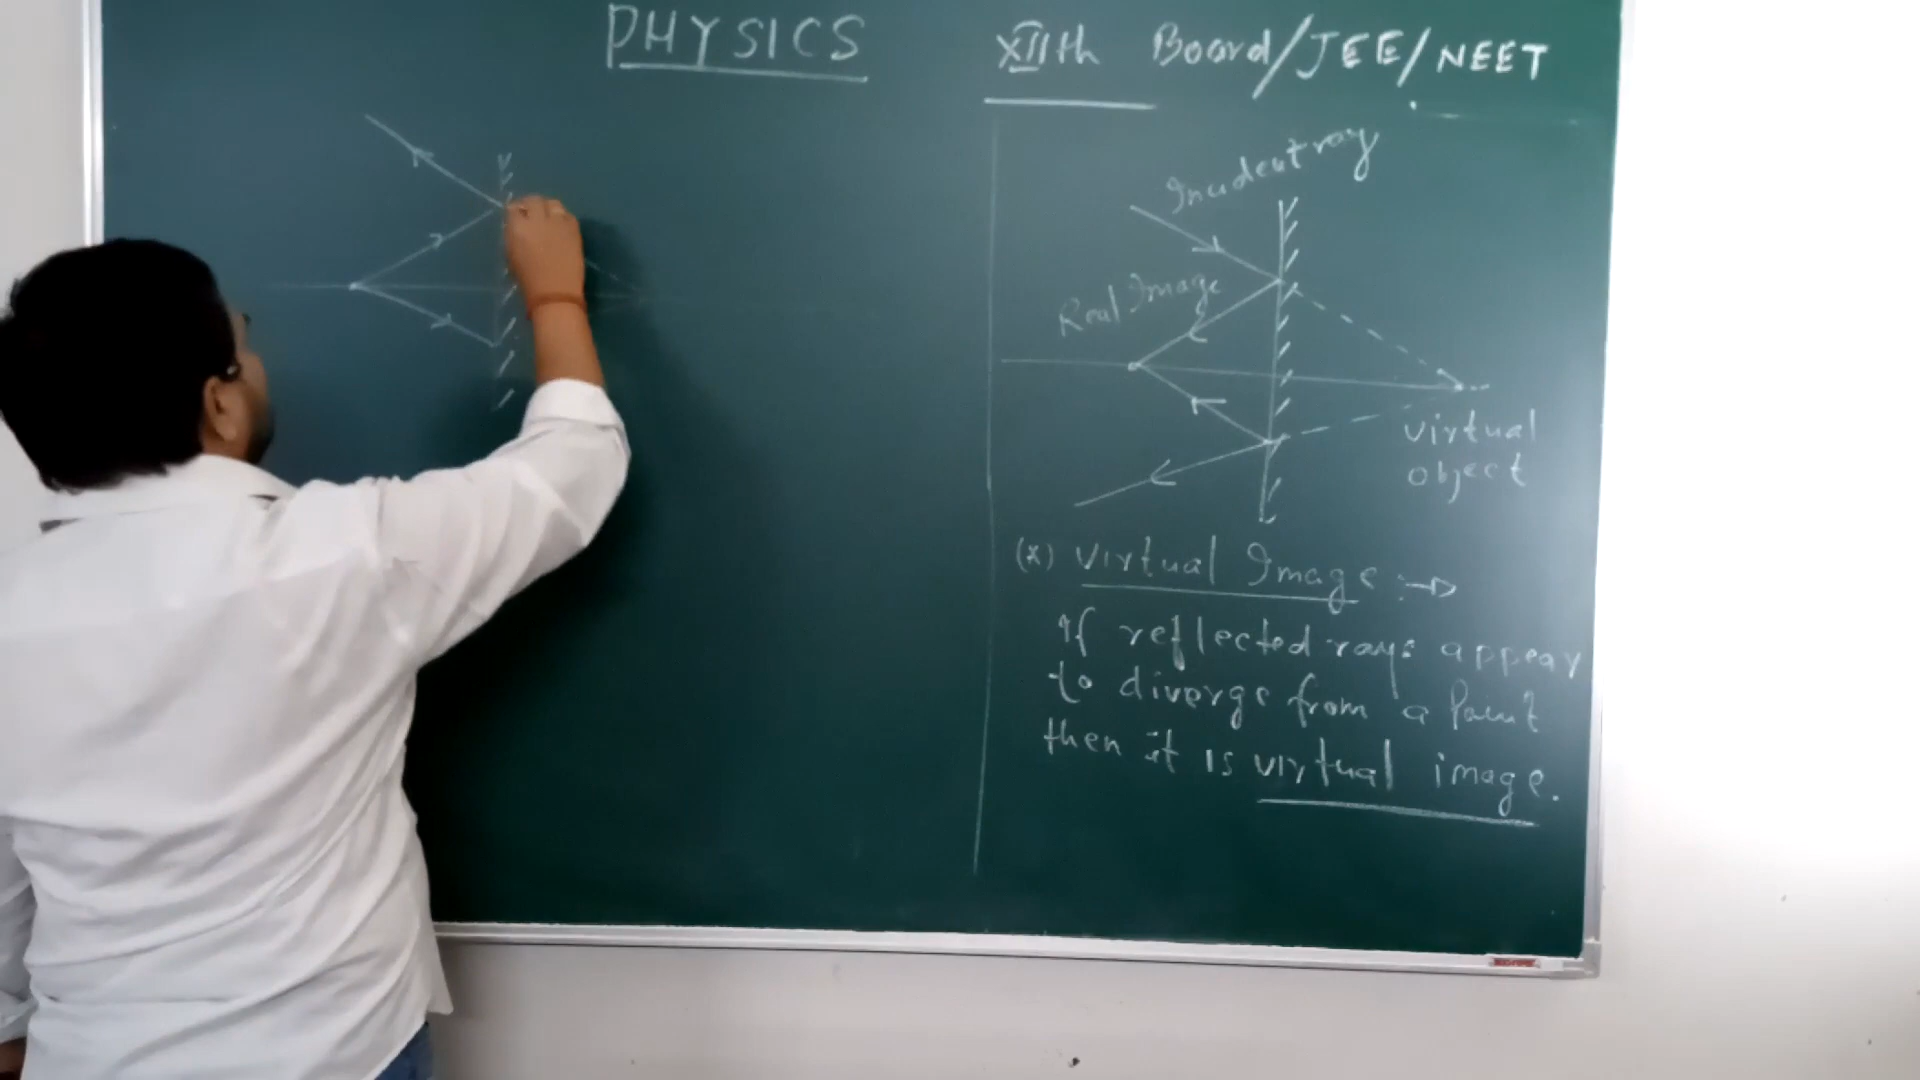 PHYSICS
XIIth Board/JEE/NEET
Incident ray
Real Image
virtual
object
(*) Virtual Image :→
If reflected rays appear
to diverge from a Point
then it is virtual image.